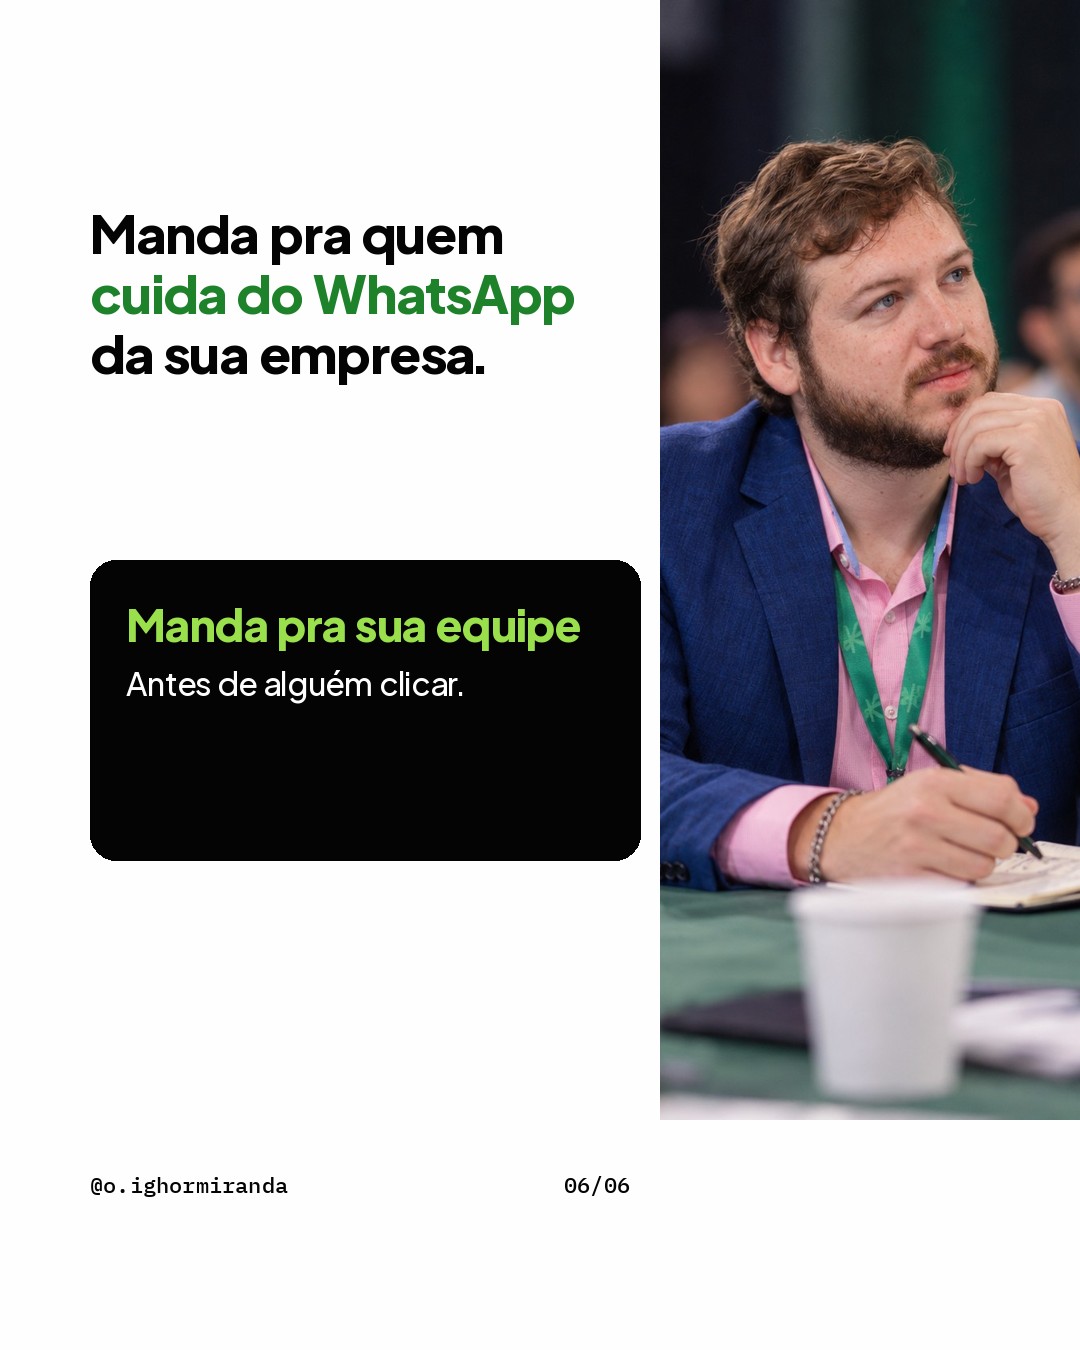 Manda pra quem
cuida do WhatsApp
da sua empresa.
Manda pra sua equipe
Antes de alguém clicar.
@o.ighormiranda
06/06